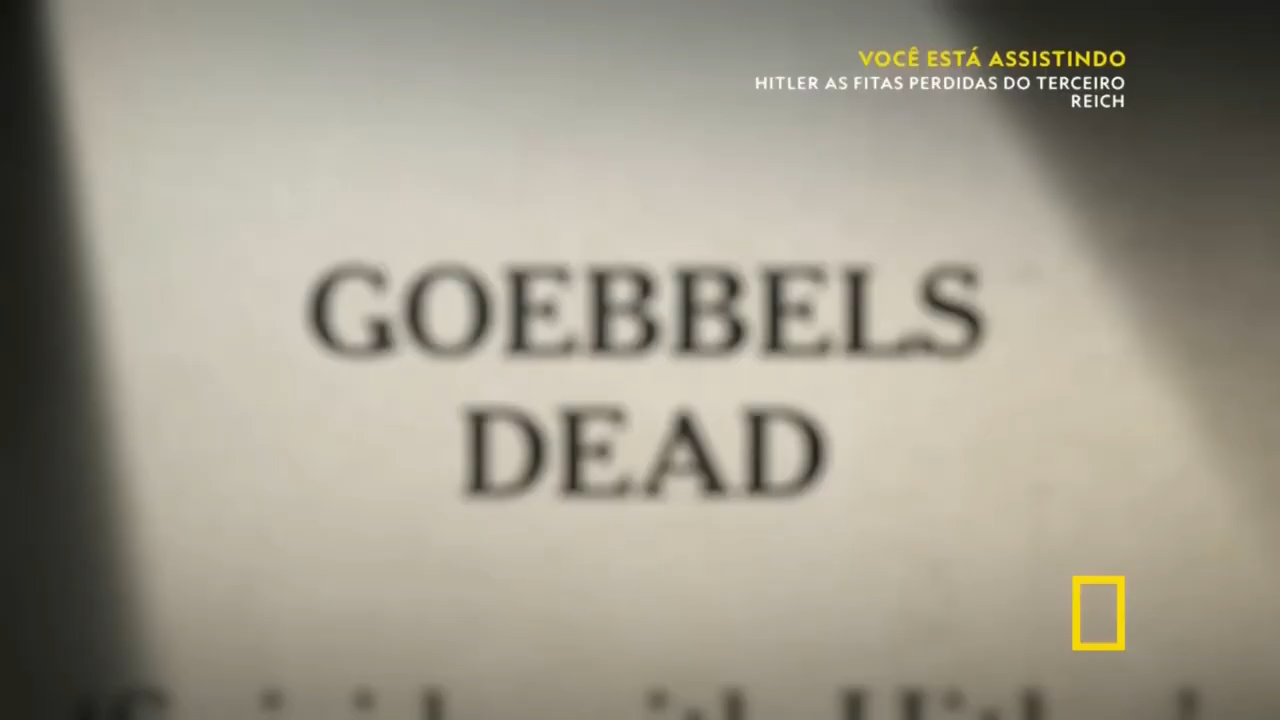 VOCÊ ESTÁ ASSISTINDO
HITLER AS FITAS PERDIDAS DO TERCEIRO
REICH
GOEBBELS
DEAD